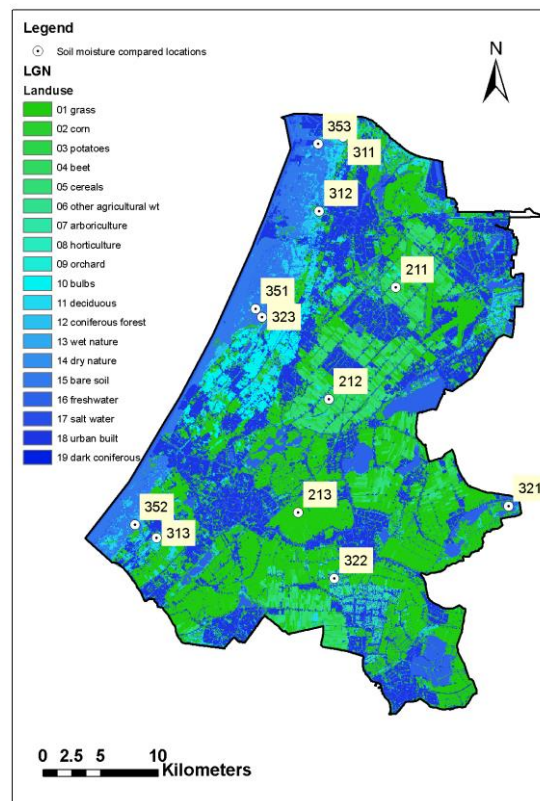 Legend
Soil moisture compared locations
LGN
Landuse
01 grass
02 corn
03 potatoes
04 beet
05 cereals
06 other agricultural wt
07 arboriculture
08 horticulture
09 orchard
10 bulbs
11 deciduous
12 coniferous forest
13 wet nature
14 dry nature
15 bare soil
16 freshwater
17 salt water
18 urban built
19 dark coniferous
N
353
311
312
211
351
323
212
321
213
352
313
322
0 2.5 5 10
Kilometers